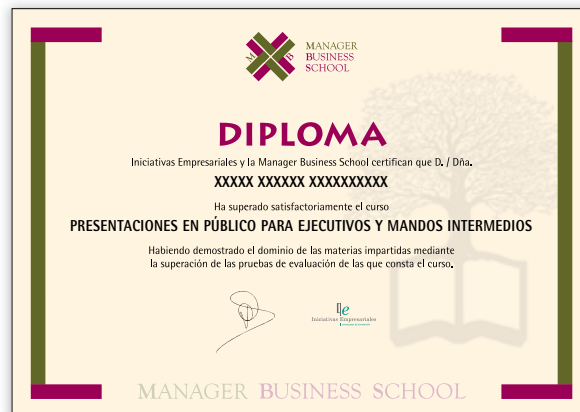 M B
MANAGER
BUSINESS
SCHOOL
DIPLOMA
Iniciativas Empresariales y la Manager Business School certifican que D. / Dña.
XXXXX XXXXXX XXXXXXXXXX
Ha superado satisfactoriamente el curso
PRESENTACIONES EN PÚBLICO PARA EJECUTIVOS Y MANDOS INTERMEDIOS
Habiendo demostrado el dominio de las materias impartidas mediante
la superación de las pruebas de evaluación de las que consta el curso.
Ie
Iniciativas Empresariales
MANAGER BUSINESS SCHOOL